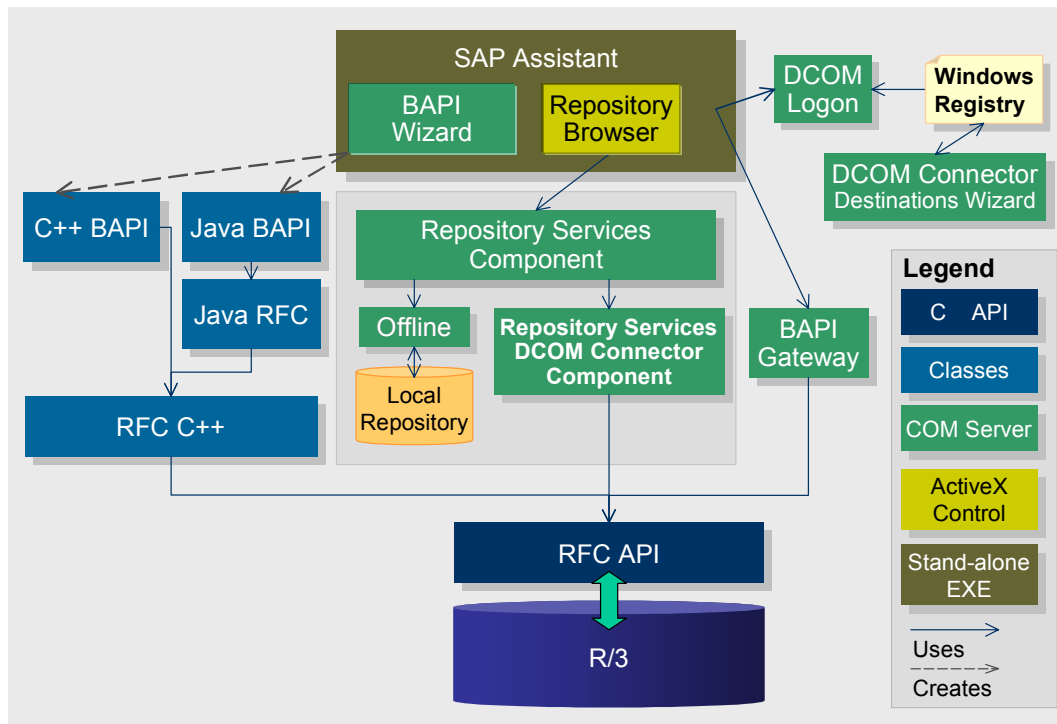 SAP Assistant
BAPI
Wizard
Repository
Browser
DCOM
Logon
Windows
Registry
DCOM Connector
Destinations Wizard
C++ BAPI
Java BAPI
Java RFC
RFC C++
Repository Services
Component
Offline
Local
Repository
Repository Services
DCOM Connector
Component
BAPI
Gateway
RFC API
R/3
Legend
C API
Classes
COM Server
ActiveX
Control
Stand-alone
EXE
Uses
Creates